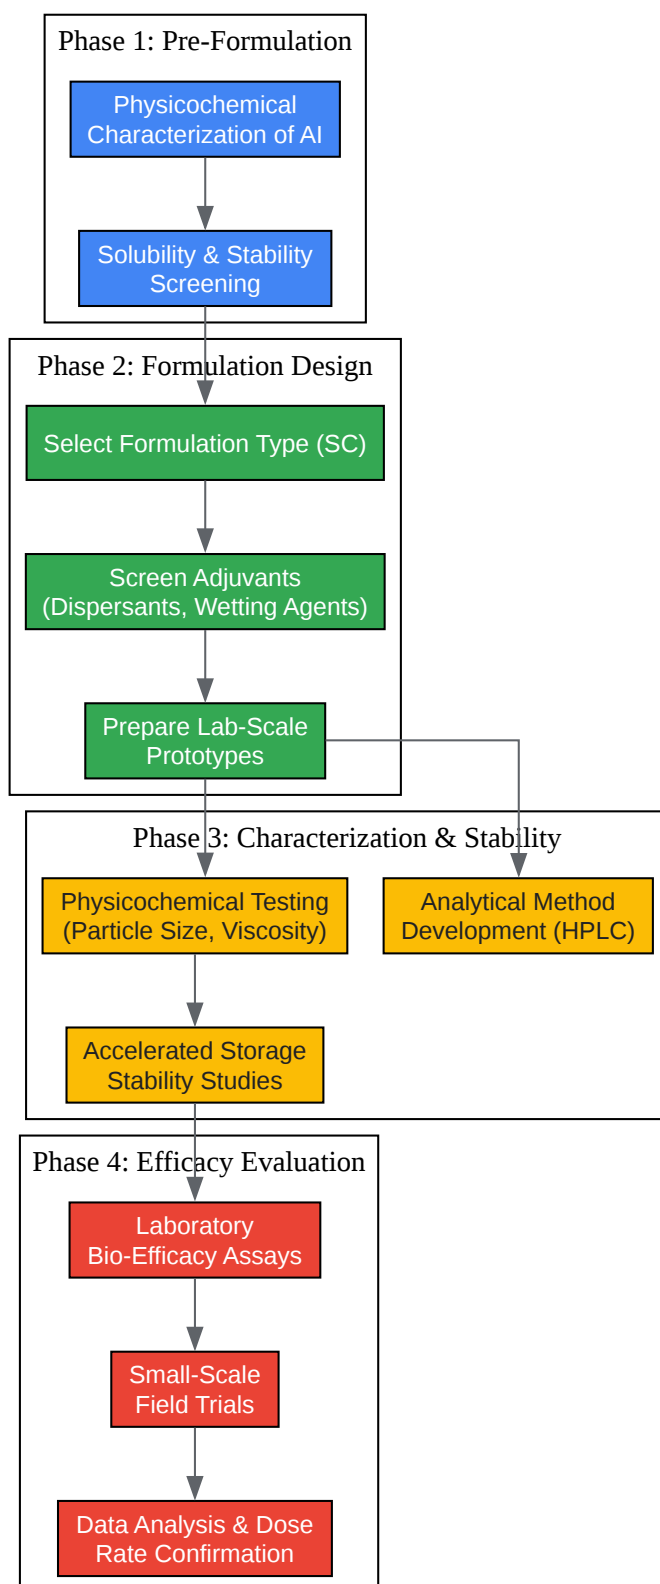 Phase 1: Pre-Formulation
Physicochemical
Characterization of AI
Solubility & Stability
Screening
Phase 2: Formulation Design
Select Formulation Type (SC)
Screen Adjuvants
(Dispersants, Wetting Agents)
Prepare Lab-Scale
Prototypes
Phase 3: Characterization & Stability
Physicochemical Testing
(Particle Size, Viscosity)
Analytical Method
Development (HPLC)
Accelerated Storage
Stability Studies
Phase 4: Efficacy Evaluation
Laboratory
Bio-Efficacy Assays
Small-Scale
Field Trials
Data Analysis & Dose
Rate Confirmation